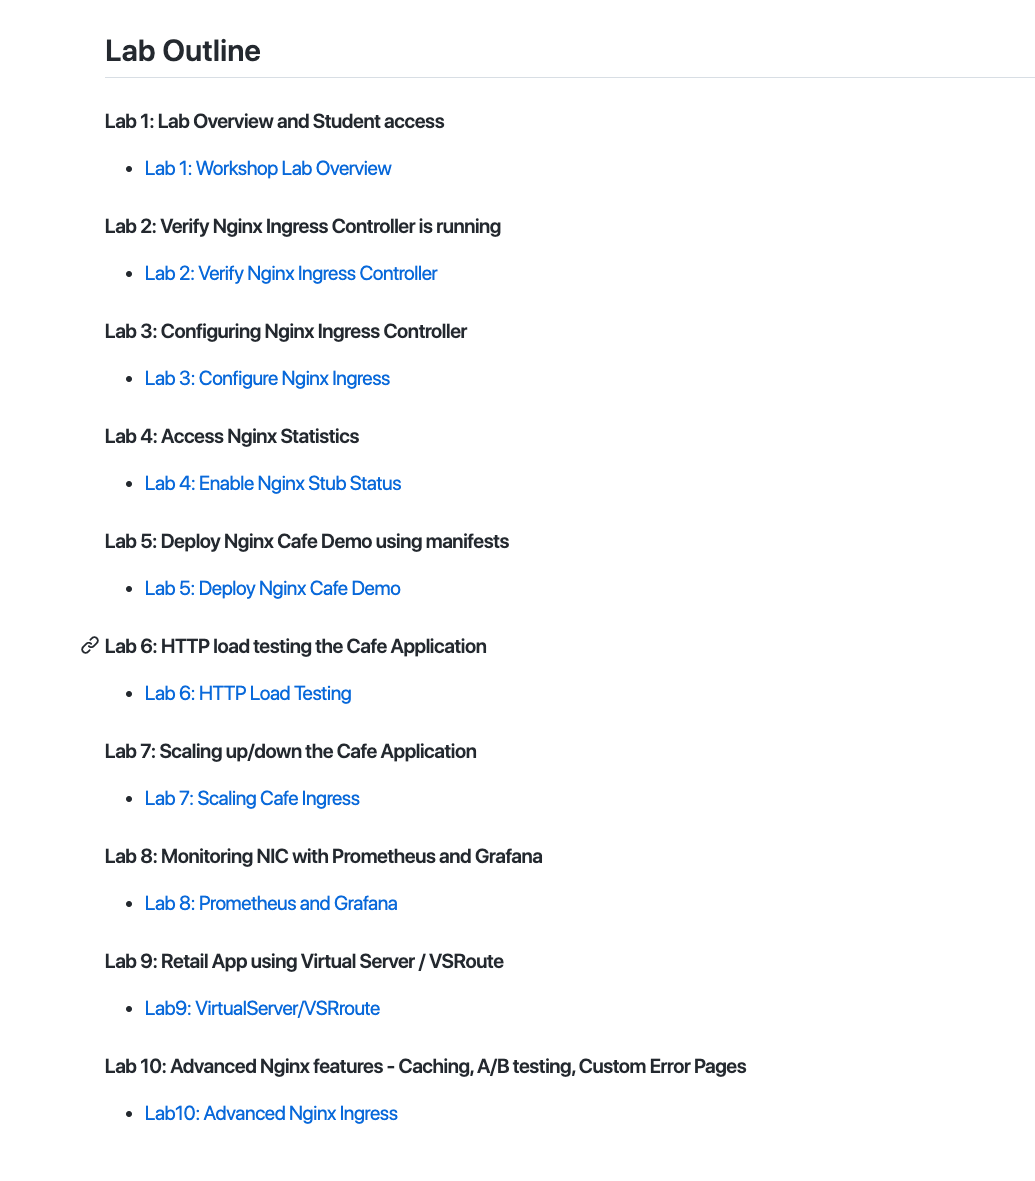 Lab Outline
Lab 1: Lab Overview and Student access
Lab 1: Workshop Lab Overview
Lab 2: Verify Nginx Ingress Controller is running
Lab 2: Verify Nginx Ingress Controller
Lab 3: Configuring Nginx Ingress Controller
Lab 3: Configure Nginx Ingress
Lab 4: Access Nginx Statistics
Lab 4: Enable Nginx Stub Status
Lab 5: Deploy Nginx Cafe Demo using manifests
Lab 5: Deploy Nginx Cafe Demo
Lab 6: HTTP load testing the Cafe Application
Lab 6: HTTP Load Testing
Lab 7: Scaling up/down the Cafe Application
Lab 7: Scaling Cafe Ingress
Lab 8: Monitoring NIC with Prometheus and Grafana
Lab 8: Prometheus and Grafana
Lab 9: Retail App using Virtual Server / VSRoute
Lab9: VirtualServer/VSRroute
Lab 10: Advanced Nginx features - Caching, A/B testing, Custom Error Pages
Lab10: Advanced Nginx Ingress